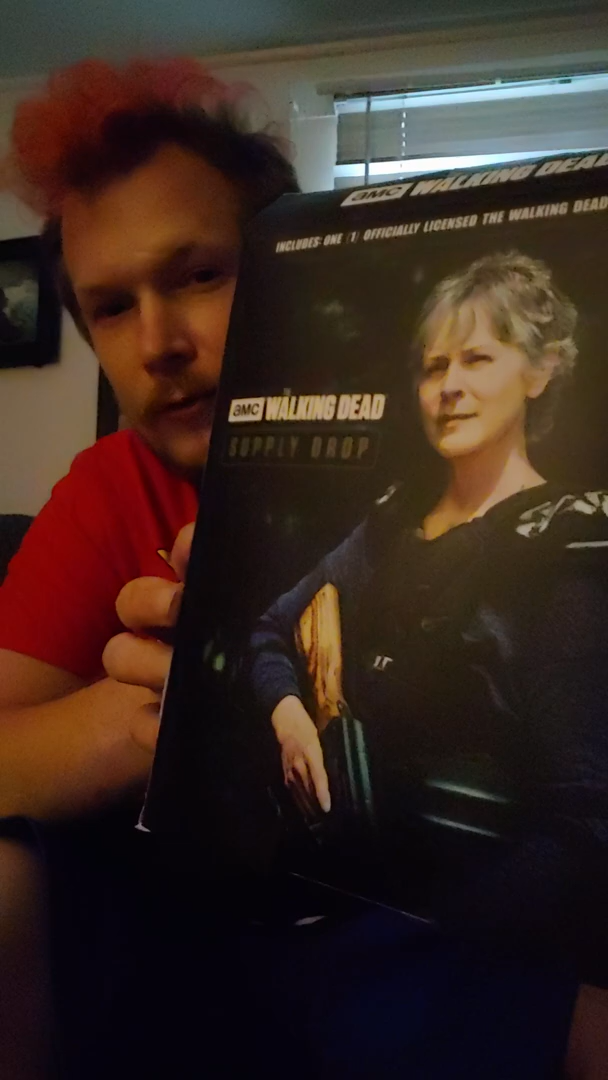 aMC WALKING DEAD
INCLUDES: ONE (1) OFFICIALLY LICENSED THE WALKING DEAD
aMC WALKING DEAD
SUPPLY DROP